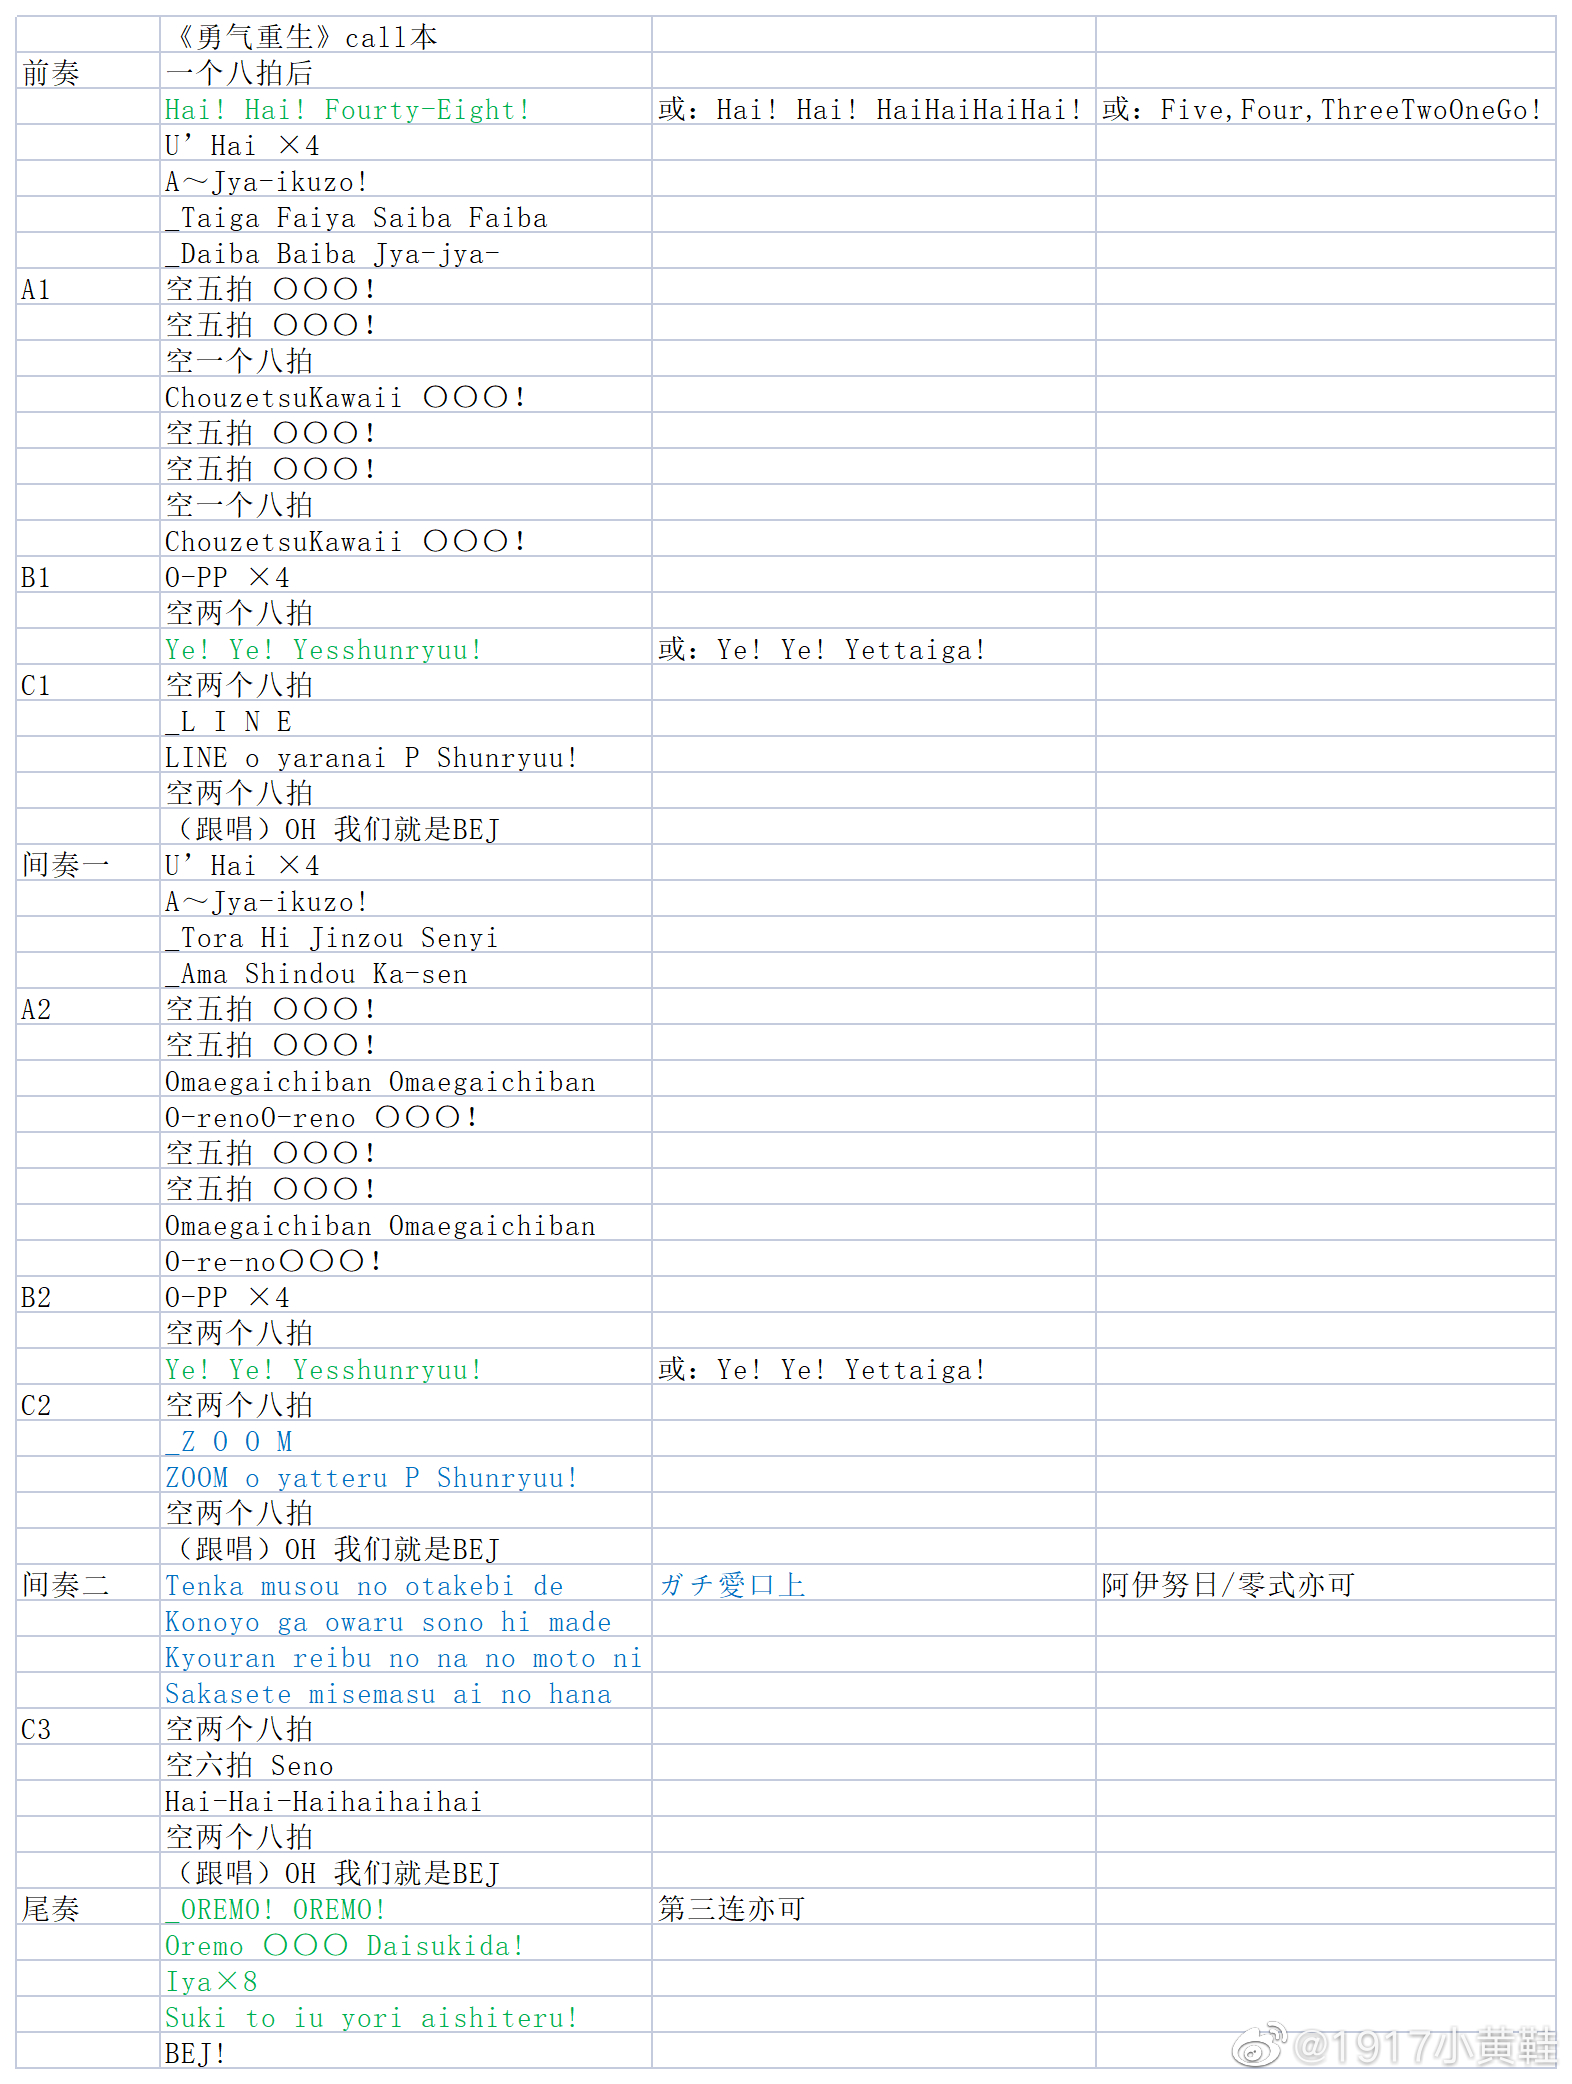 《勇气重生》call本
前奏 一个八拍后
Hai! Hai! Fourty-Eight! 或：Hai! Hai! HaiHaiHaiHai! 或：Five,Four,ThreeTwoOneGo!
U’Hai ×4
A～Jya-ikuzo!
_Taiga Faiya Saiba Faiba
_Daiba Baiba Jya-jya-
A1 空五拍 〇〇〇！
空五拍 〇〇〇！
空一个八拍
ChouzetsuKawaii 〇〇〇！
空五拍 〇〇〇！
空五拍 〇〇〇！
空一个八拍
ChouzetsuKawaii 〇〇〇！
B1 O-PP ×4
空两个八拍
Ye! Ye! Yesshunryuu! 或：Ye! Ye! Yettaiga!
C1 空两个八拍
_L I N E
LINE o yaranai P Shunryuu!
空两个八拍
（跟唱）OH 我们就是BEJ
间奏一 U’Hai ×4
A～Jya-ikuzo!
_Tora Hi Jinzou Senyi
_Ama Shindou Ka-sen
A2 空五拍 〇〇〇！
空五拍 〇〇〇！
Omaegaichiban Omaegaichiban
O-renoO-reno 〇〇〇！
空五拍 〇〇〇！
空五拍 〇〇〇！
Omaegaichiban Omaegaichiban
O-re-no〇〇〇！
B2 O-PP ×4
空两个八拍
Ye! Ye! Yesshunryuu! 或：Ye! Ye! Yettaiga!
C2 空两个八拍
_Z O O M
ZOOM o yatteru P Shunryuu!
空两个八拍
（跟唱）OH 我们就是BEJ
间奏二 Tenka musou no otakebi de ガチ愛口上 阿伊努日/零式亦可
Konoyo ga owaru sono hi made
Kyouran reibu no na no moto ni
Sakasete misemasu ai no hana
C3 空两个八拍
空六拍 Seno
Hai-Hai-Haihaihaihai
空两个八拍
（跟唱）OH 我们就是BEJ
尾奏 _OREMO! OREMO! 第三连亦可
Oremo 〇〇〇 Daisukida!
Iya×8
Suki to iu yori aishiteru!
BEJ!
@1917小黄鞋